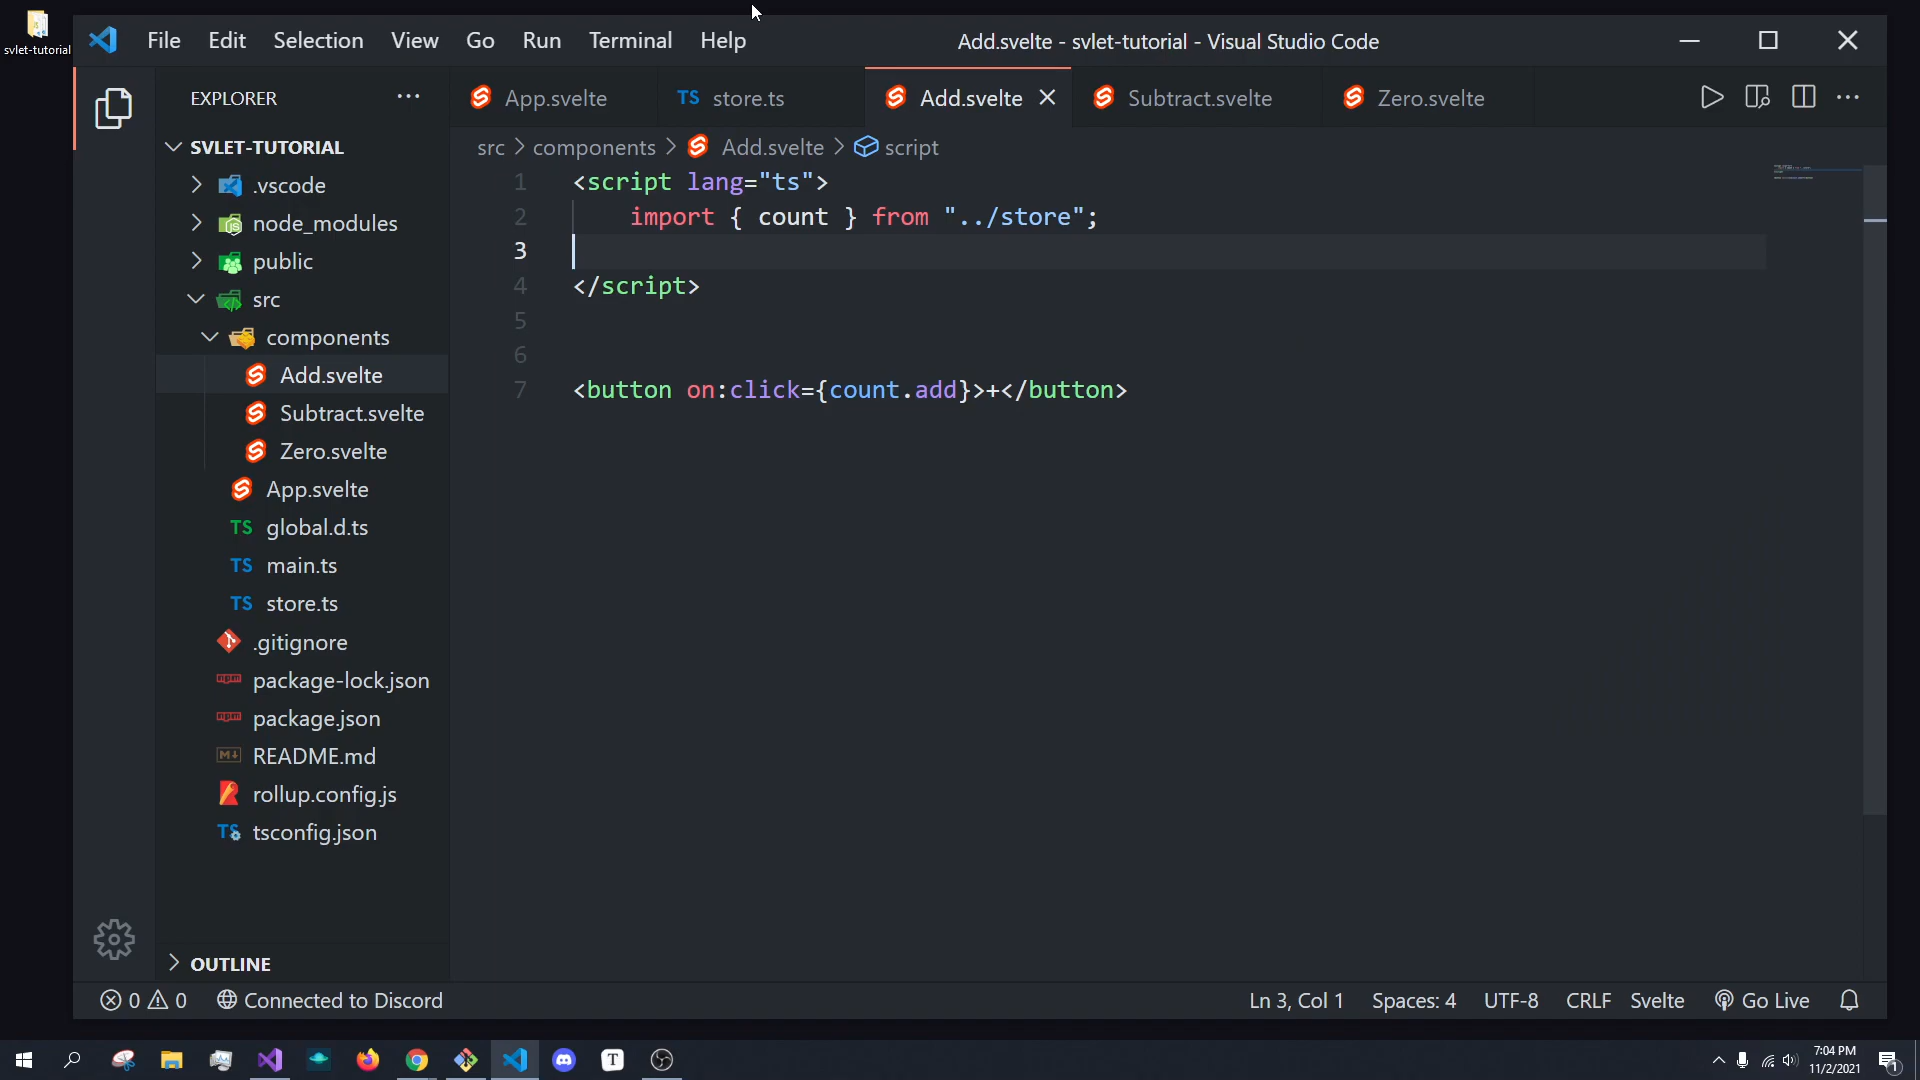 svlet-tutorial
File Edit Selection View Go Run Terminal Help
Add.svelte - svlet-tutorial - Visual Studio Code
EXPLORER
App.svelte
TS store.ts
Add.svelte
Subtract.svelte
Zero.svelte
src > components > Add.svelte > script
SVLET-TUTORIAL
.vscode
node_modules
public
src
components
Add.svelte
Subtract.svelte
Zero.svelte
App.svelte
TS global.d.ts
TS main.ts
TS store.ts
.gitignore
package-lock.json
package.json
README.md
rollup.config.js
TS tsconfig.json
OUTLINE
1 <script lang="ts">
2 import { count } from "../store";
3
4 </script>
5
6
7 <button on:click={count.add}>+</button>
0 0 Connected to Discord
Ln 3, Col 1 Spaces: 4 UTF-8 CRLF Svelte Go Live
T
7:04 PM
11/2/2021
1